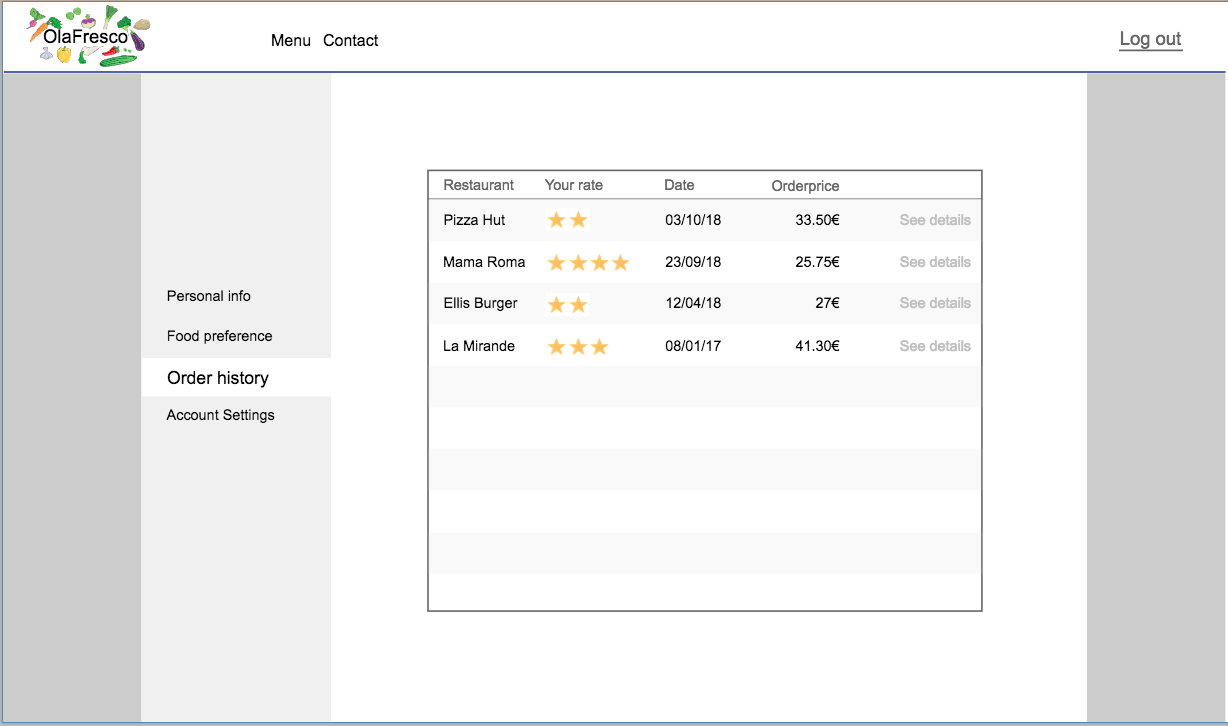 OlaFresco
Menu Contact
Log out
Personal info
Food preference
Order history
Account Settings
Restaurant Your rate Date Orderprice
Pizza Hut 03/10/18 33.50€ See details
Mama Roma 23/09/18 25.75€ See details
Ellis Burger 12/04/18 27€ See details
La Mirande 08/01/17 41.30€ See details